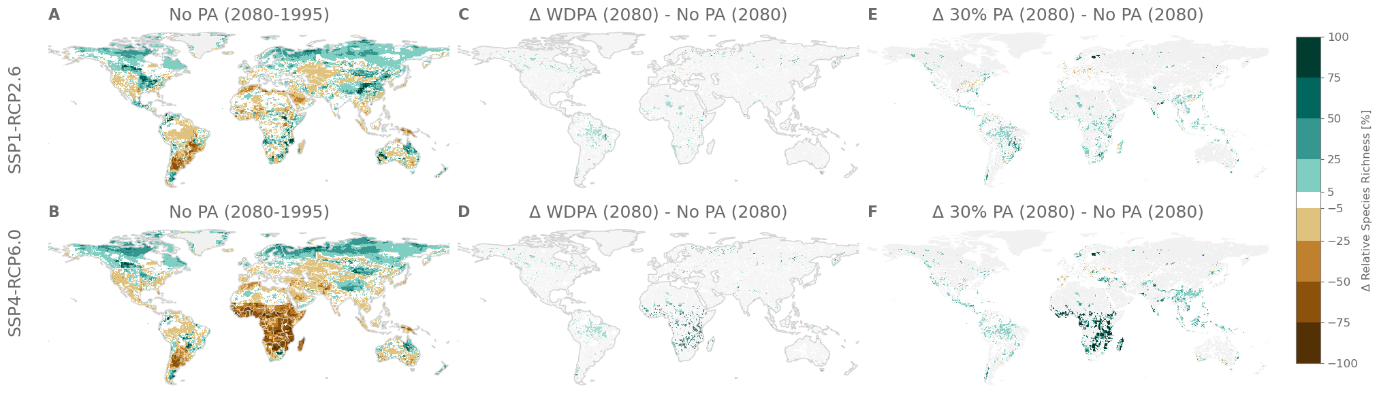 A No PA (2080-1995)
C Δ WDPA (2080) - No PA (2080)
E Δ 30% PA (2080) - No PA (2080)
SSP1-RCP2.6
B No PA (2080-1995)
D Δ WDPA (2080) - No PA (2080)
F Δ 30% PA (2080) - No PA (2080)
SSP4-RCP6.0
100
75
50
25
5
−5
−25
−50
−75
−100
Δ Relative Species Richness [%]